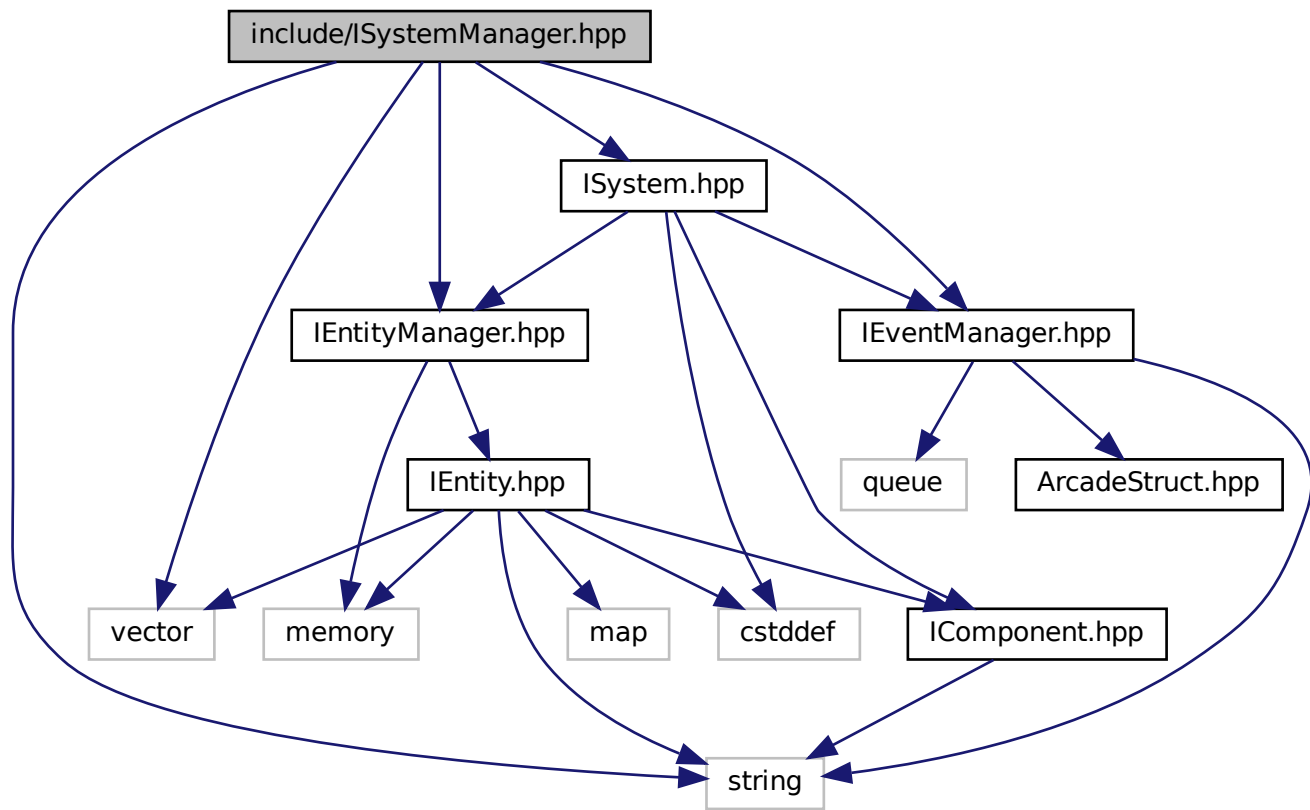 include/ISystemManager.hpp
ISystem.hpp
IEntityManager.hpp
IEventManager.hpp
IEntity.hpp
queue
ArcadeStruct.hpp
vector
memory
map
cstddef
IComponent.hpp
string